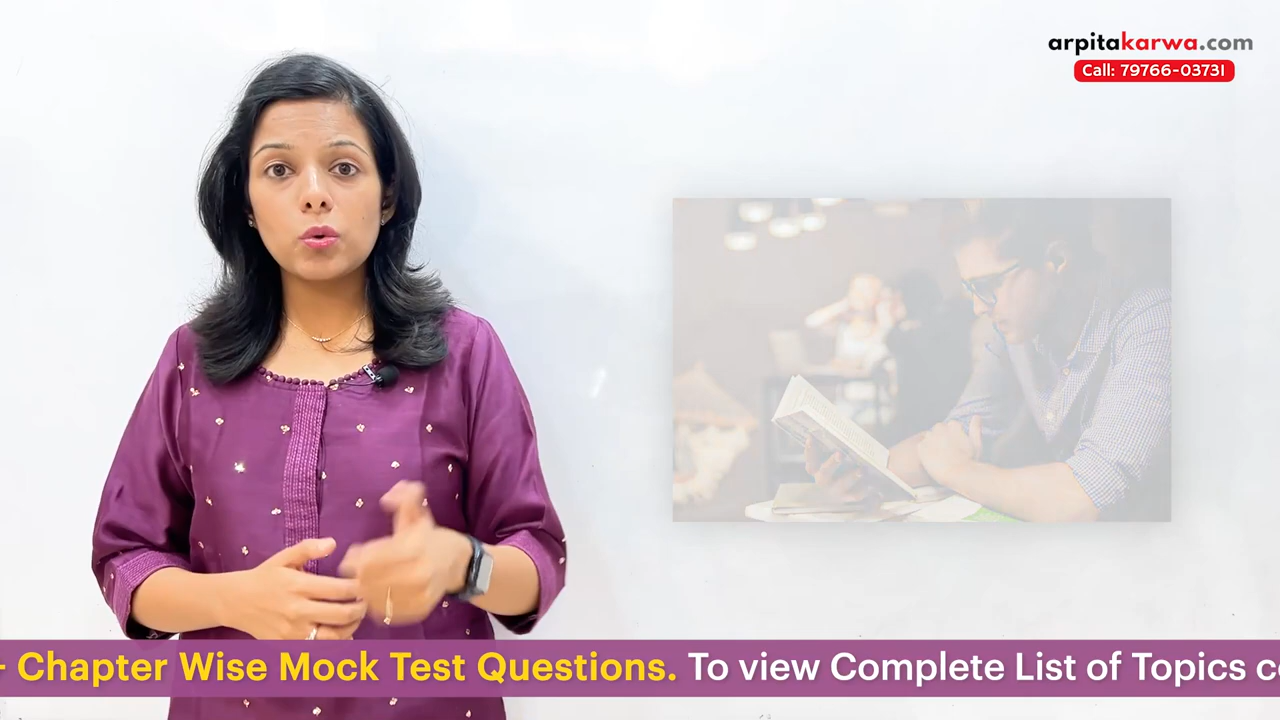 arpitakarwa.com
Call: 79766-03731
- Chapter Wise Mock Test Questions. To view Complete List of Topics